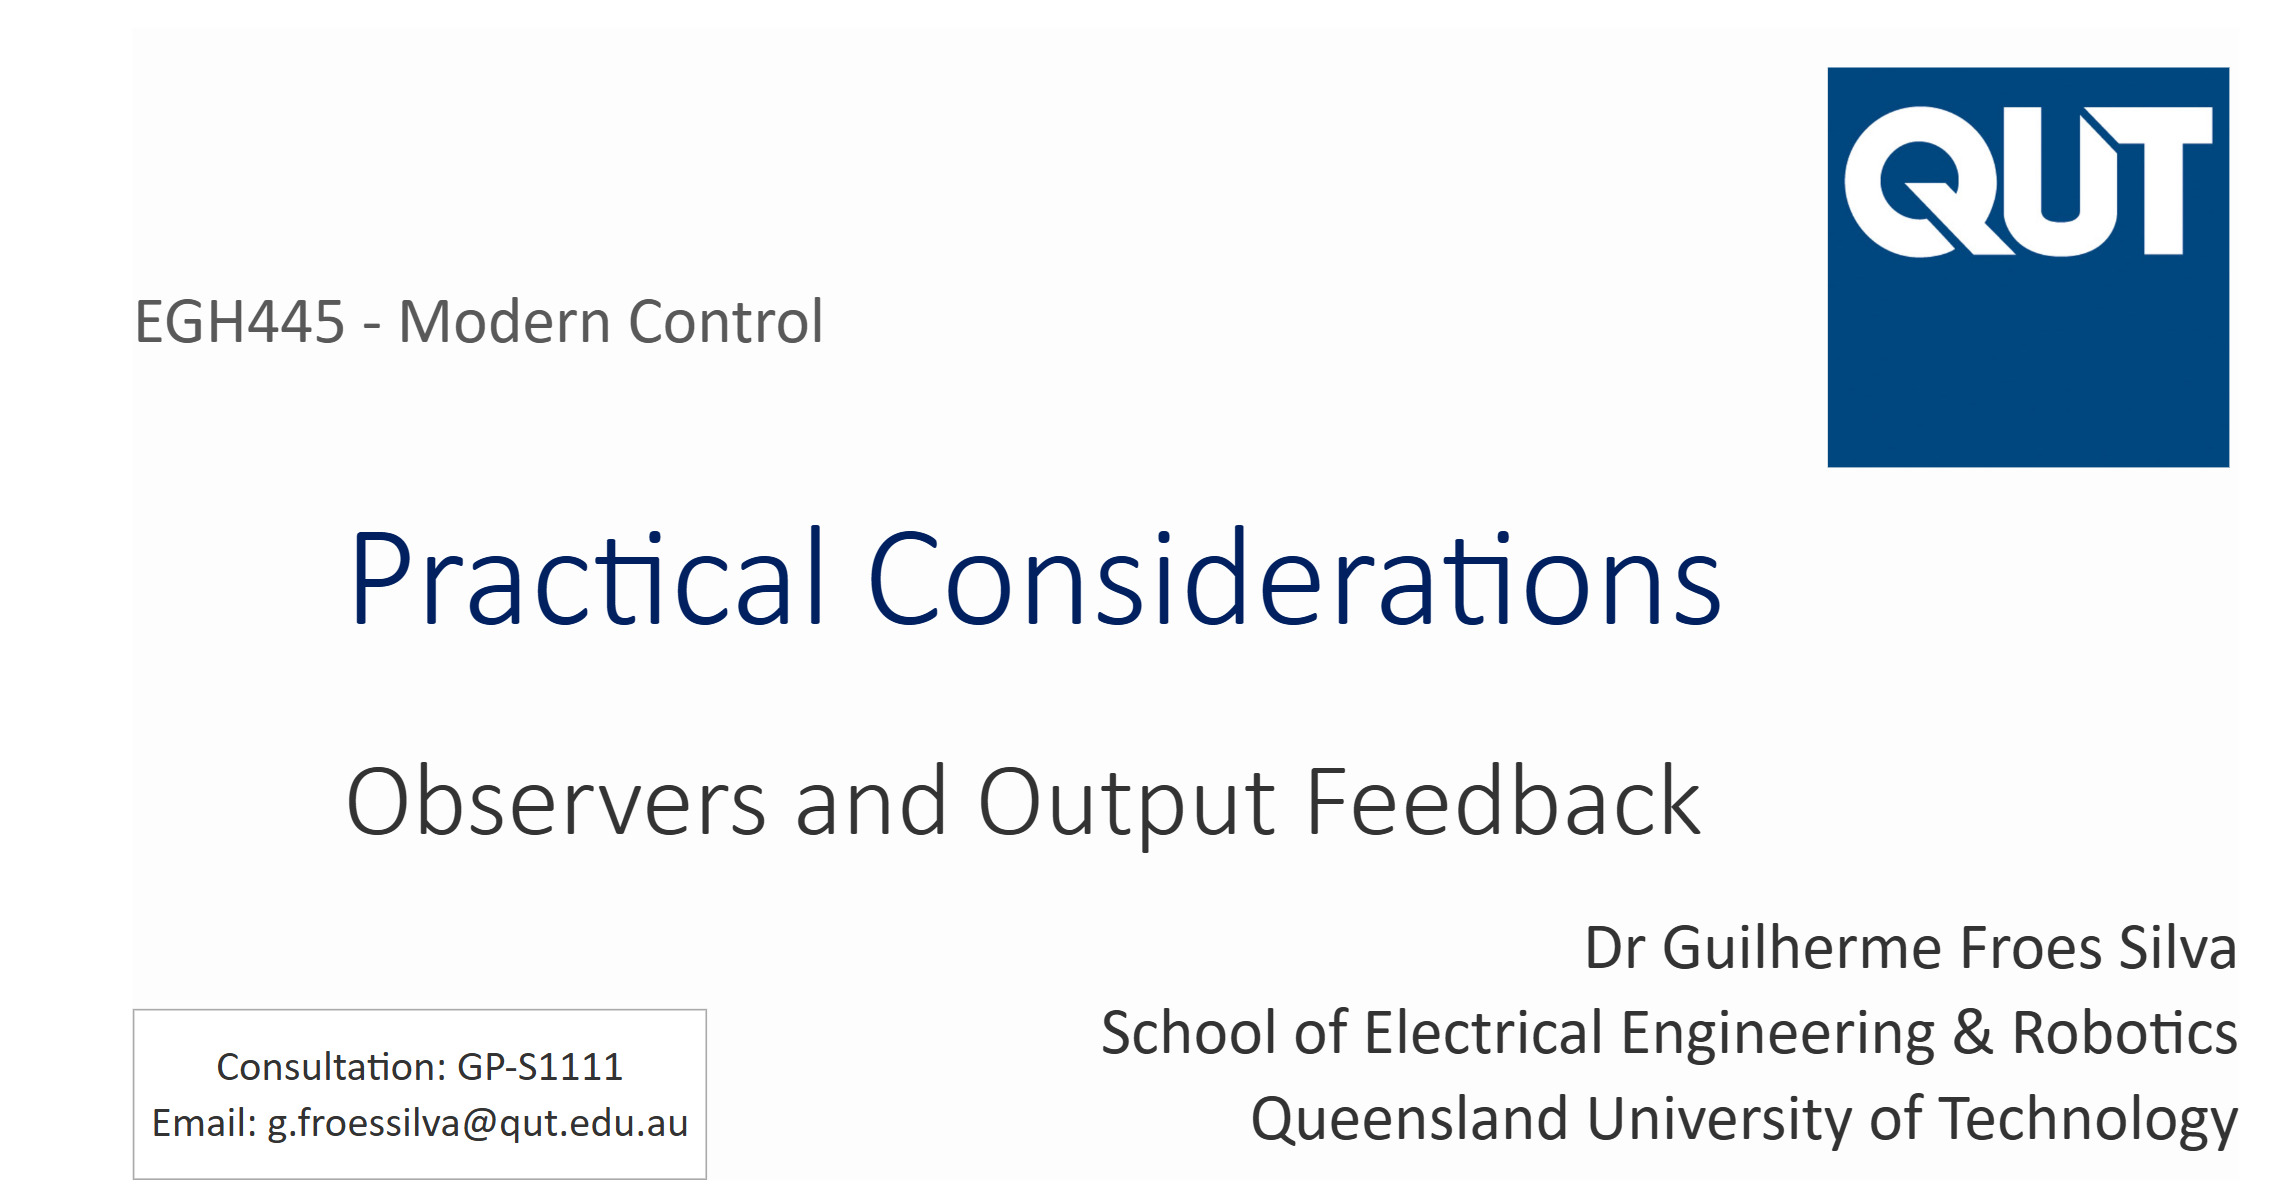 QUT
EGH445 - Modern Control
Practical Considerations
Observers and Output Feedback
Dr Guilherme Froes Silva
School of Electrical Engineering & Robotics
Queensland University of Technology
Consultation: GP-S1111
Email: g.froessilva@qut.edu.au